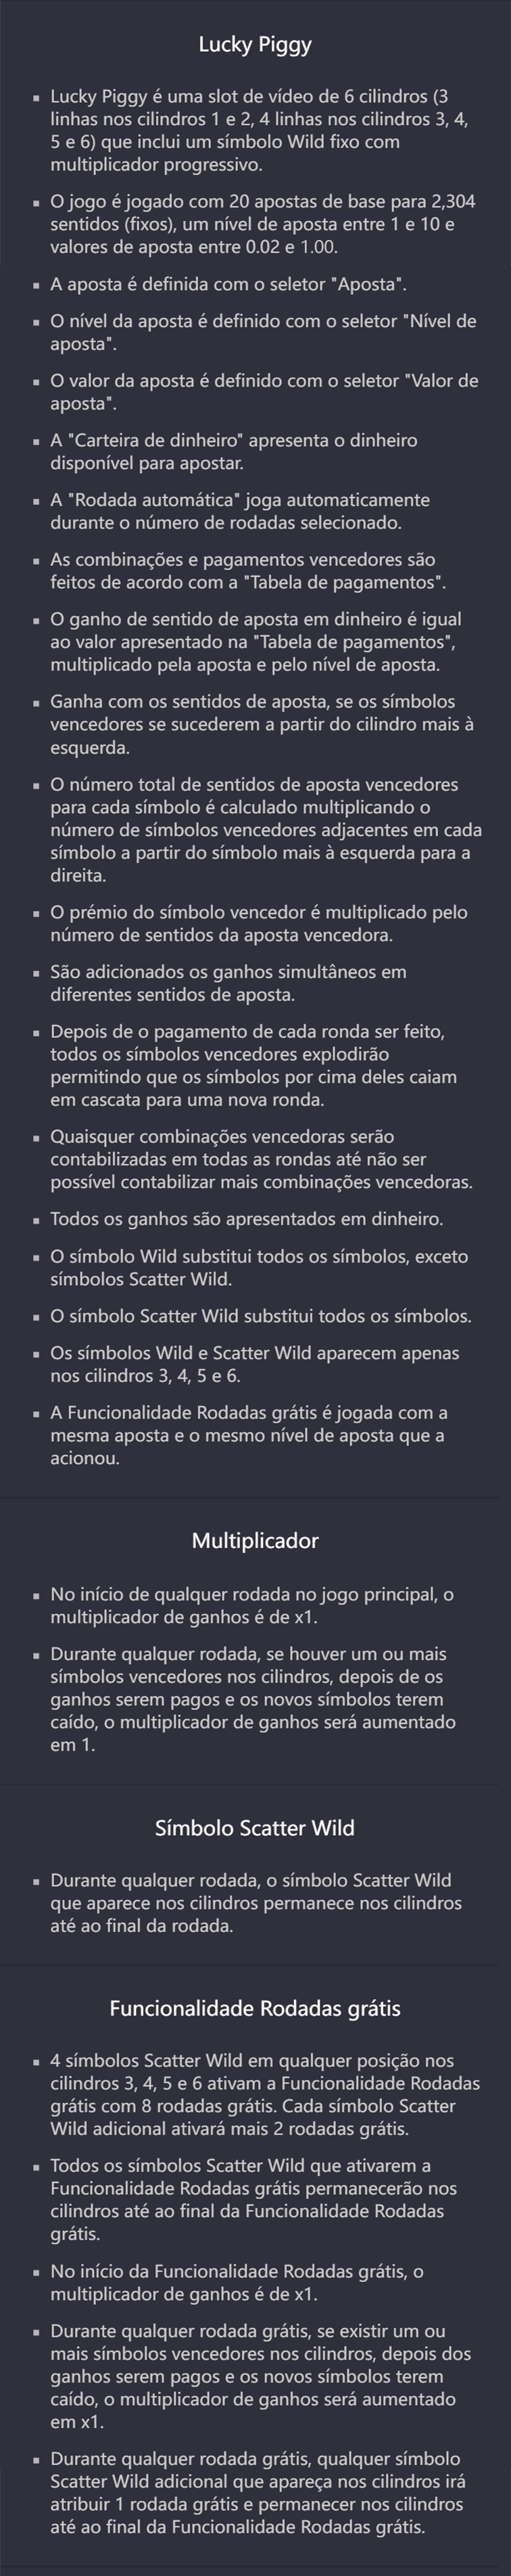 Lucky Piggy
▪ Lucky Piggy é uma slot de vídeo de 6 cilindros (3
linhas nos cilindros 1 e 2, 4 linhas nos cilindros 3, 4,
5 e 6) que inclui um símbolo Wild fixo com
multiplicador progressivo.
▪ O jogo é jogado com 20 apostas de base para 2,304
sentidos (fixos), um nível de aposta entre 1 e 10 e
valores de aposta entre 0.02 e 1.00.
▪ A aposta é definida com o seletor "Aposta".
▪ O nível da aposta é definido com o seletor "Nível de
aposta".
▪ O valor da aposta é definido com o seletor "Valor de
aposta".
▪ A "Carteira de dinheiro" apresenta o dinheiro
disponível para apostar.
▪ A "Rodada automática" joga automaticamente
durante o número de rodadas selecionado.
▪ As combinações e pagamentos vencedores são
feitos de acordo com a "Tabela de pagamentos".
▪ O ganho de sentido de aposta em dinheiro é igual
ao valor apresentado na "Tabela de pagamentos",
multiplicado pela aposta e pelo nível de aposta.
▪ Ganha com os sentidos de aposta, se os símbolos
vencedores se sucederem a partir do cilindro mais à
esquerda.
▪ O número total de sentidos de aposta vencedores
para cada símbolo é calculado multiplicando o
número de símbolos vencedores adjacentes em cada
símbolo a partir do símbolo mais à esquerda para a
direita.
▪ O prémio do símbolo vencedor é multiplicado pelo
número de sentidos da aposta vencedora.
▪ São adicionados os ganhos simultâneos em
diferentes sentidos de aposta.
▪ Depois de o pagamento de cada ronda ser feito,
todos os símbolos vencedores explodirão
permitindo que os símbolos por cima deles caiam
em cascata para uma nova ronda.
▪ Quaisquer combinações vencedoras serão
contabilizadas em todas as rondas até não ser
possível contabilizar mais combinações vencedoras.
▪ Todos os ganhos são apresentados em dinheiro.
▪ O símbolo Wild substitui todos os símbolos, exceto
símbolos Scatter Wild.
▪ O símbolo Scatter Wild substitui todos os símbolos.
▪ Os símbolos Wild e Scatter Wild aparecem apenas
nos cilindros 3, 4, 5 e 6.
▪ A Funcionalidade Rodadas grátis é jogada com a
mesma aposta e o mesmo nível de aposta que a
acionou.
Multiplicador
▪ No início de qualquer rodada no jogo principal, o
multiplicador de ganhos é de x1.
▪ Durante qualquer rodada, se houver um ou mais
símbolos vencedores nos cilindros, depois de os
ganhos serem pagos e os novos símbolos terem
caído, o multiplicador de ganhos será aumentado
em 1.
Símbolo Scatter Wild
▪ Durante qualquer rodada, o símbolo Scatter Wild
que aparece nos cilindros permanece nos cilindros
até ao final da rodada.
Funcionalidade Rodadas grátis
▪ 4 símbolos Scatter Wild em qualquer posição nos
cilindros 3, 4, 5 e 6 ativam a Funcionalidade Rodadas
grátis com 8 rodadas grátis. Cada símbolo Scatter
Wild adicional ativará mais 2 rodadas grátis.
▪ Todos os símbolos Scatter Wild que ativarem a
Funcionalidade Rodadas grátis permanecerão nos
cilindros até ao final da Funcionalidade Rodadas
grátis.
▪ No início da Funcionalidade Rodadas grátis, o
multiplicador de ganhos é de x1.
▪ Durante qualquer rodada grátis, se existir um ou
mais símbolos vencedores nos cilindros, depois dos
ganhos serem pagos e os novos símbolos terem
caído, o multiplicador de ganhos será aumentado
em x1.
▪ Durante qualquer rodada grátis, qualquer símbolo
Scatter Wild adicional que apareça nos cilindros irá
atribuir 1 rodada grátis e permanecer nos cilindros
até ao final da Funcionalidade Rodadas grátis.